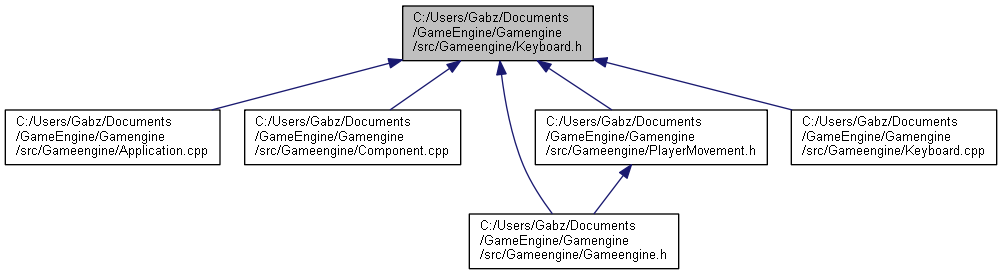 C:/Users/Gabz/Documents
/GameEngine/Gamengine
/src/Gameengine/Keyboard.h
C:/Users/Gabz/Documents
/GameEngine/Gamengine
/src/Gameengine/Application.cpp
C:/Users/Gabz/Documents
/GameEngine/Gamengine
/src/Gameengine/Component.cpp
C:/Users/Gabz/Documents
/GameEngine/Gamengine
/src/Gameengine/PlayerMovement.h
C:/Users/Gabz/Documents
/GameEngine/Gamengine
/src/Gameengine/Keyboard.cpp
C:/Users/Gabz/Documents
/GameEngine/Gamengine
/src/Gameengine/Gameengine.h